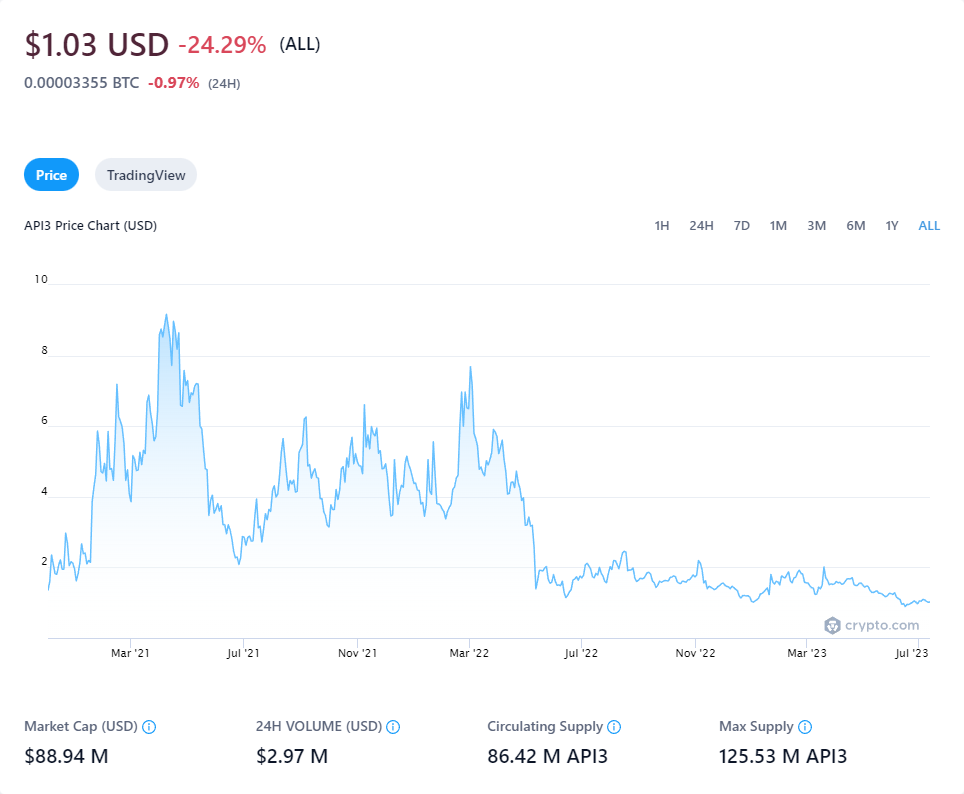 $1.03 USD -24.29% (ALL)
0.00003355 BTC -0.97% (24H)
Price TradingView
API3 Price Chart (USD) 1H 24H 7D 1M 3M 6M 1Y ALL
10
8
6
4
2
crypto.com
Mar '21 Jul '21 Nov '21 Mar '22 Jul '22 Nov '22 Mar '23 Jul '23
Market Cap (USD) 24H VOLUME (USD) Circulating Supply Max Supply
$88.94 M $2.97 M 86.42 M API3 125.53 M API3